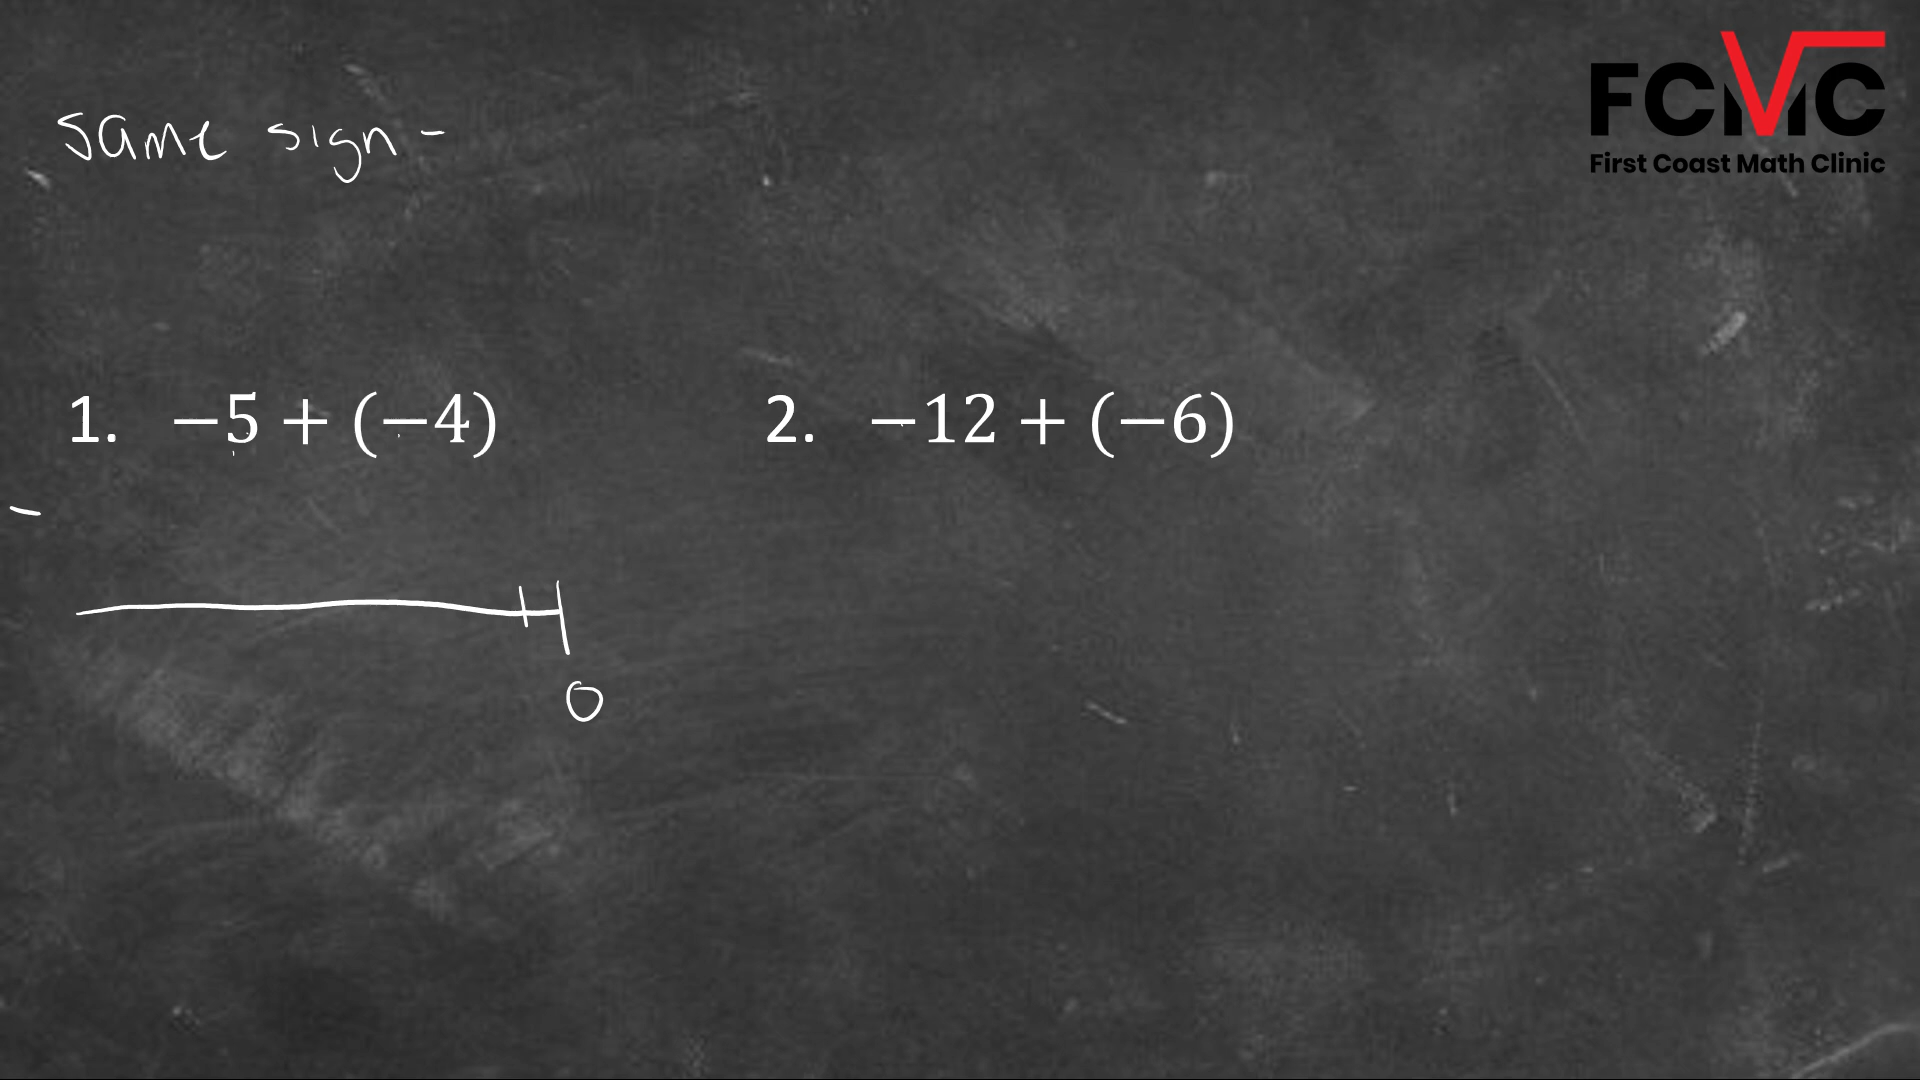 FCMC
First Coast Math Clinic
same sign -
1. −5 + (−4)
2. −12 + (−6)
0